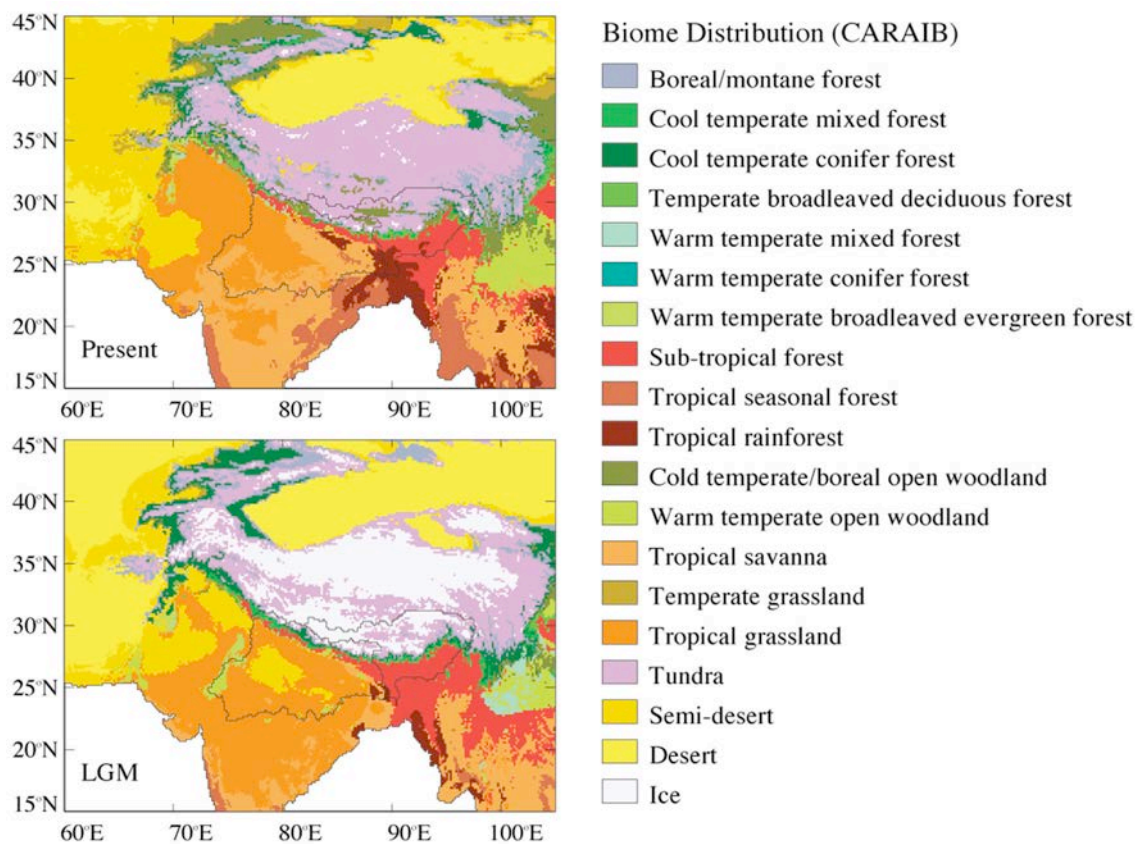 45°N
40°N
35°N
30°N
25°N
20°N
15°N
Present
60°E 70°E 80°E 90°E 100°E
45°N
40°N
35°N
30°N
25°N
20°N
15°N
LGM
60°E 70°E 80°E 90°E 100°E
Biome Distribution (CARAIB)
Boreal/montane forest
Cool temperate mixed forest
Cool temperate conifer forest
Temperate broadleaved deciduous forest
Warm temperate mixed forest
Warm temperate conifer forest
Warm temperate broadleaved evergreen forest
Sub-tropical forest
Tropical seasonal forest
Tropical rainforest
Cold temperate/boreal open woodland
Warm temperate open woodland
Tropical savanna
Temperate grassland
Tropical grassland
Tundra
Semi-desert
Desert
Ice